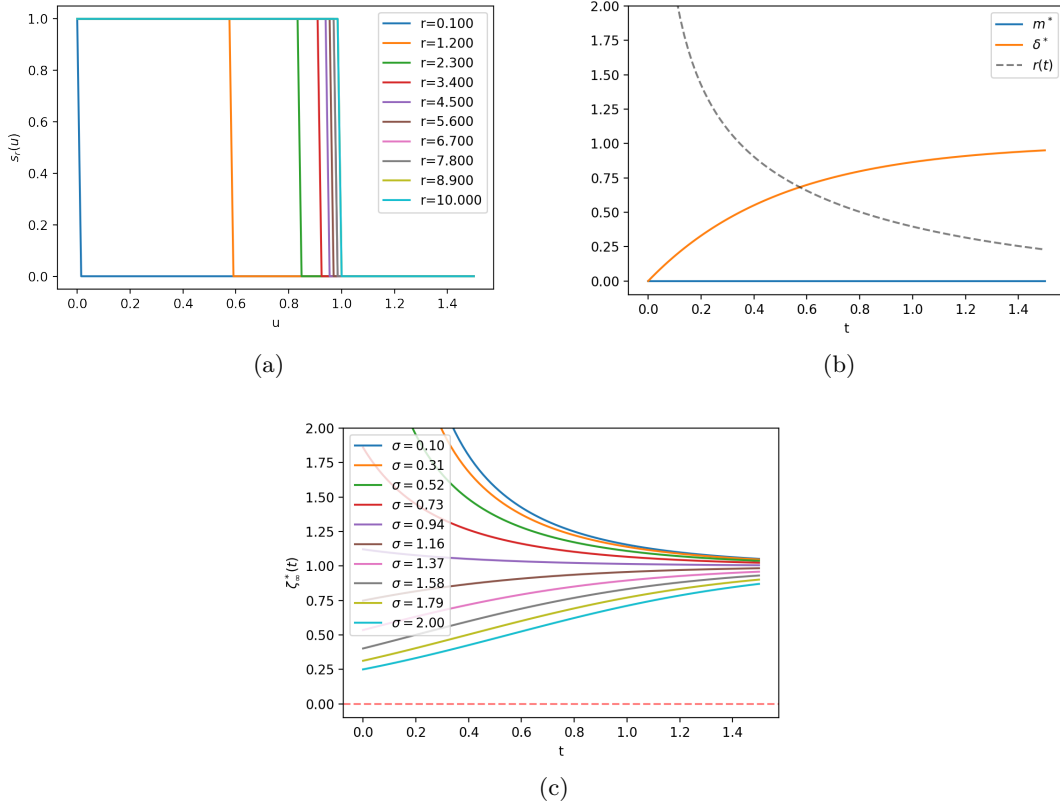 1.0
0.8
0.6
0.4
0.2
0.0
s_r(u)
0.0 0.2 0.4 0.6 0.8 1.0 1.2 1.4
u
r=0.100
r=1.200
r=2.300
r=3.400
r=4.500
r=5.600
r=6.700
r=7.800
r=8.900
r=10.000
(a)
2.00
1.75
1.50
1.25
1.00
0.75
0.50
0.25
0.00
0.0 0.2 0.4 0.6 0.8 1.0 1.2 1.4
t
m*
δ*
r(t)
(b)
2.00
1.75
1.50
1.25
1.00
0.75
0.50
0.25
0.00
ζ*_∞(t)
0.0 0.2 0.4 0.6 0.8 1.0 1.2 1.4
t
σ = 0.10
σ = 0.31
σ = 0.52
σ = 0.73
σ = 0.94
σ = 1.16
σ = 1.37
σ = 1.58
σ = 1.79
σ = 2.00
(c)